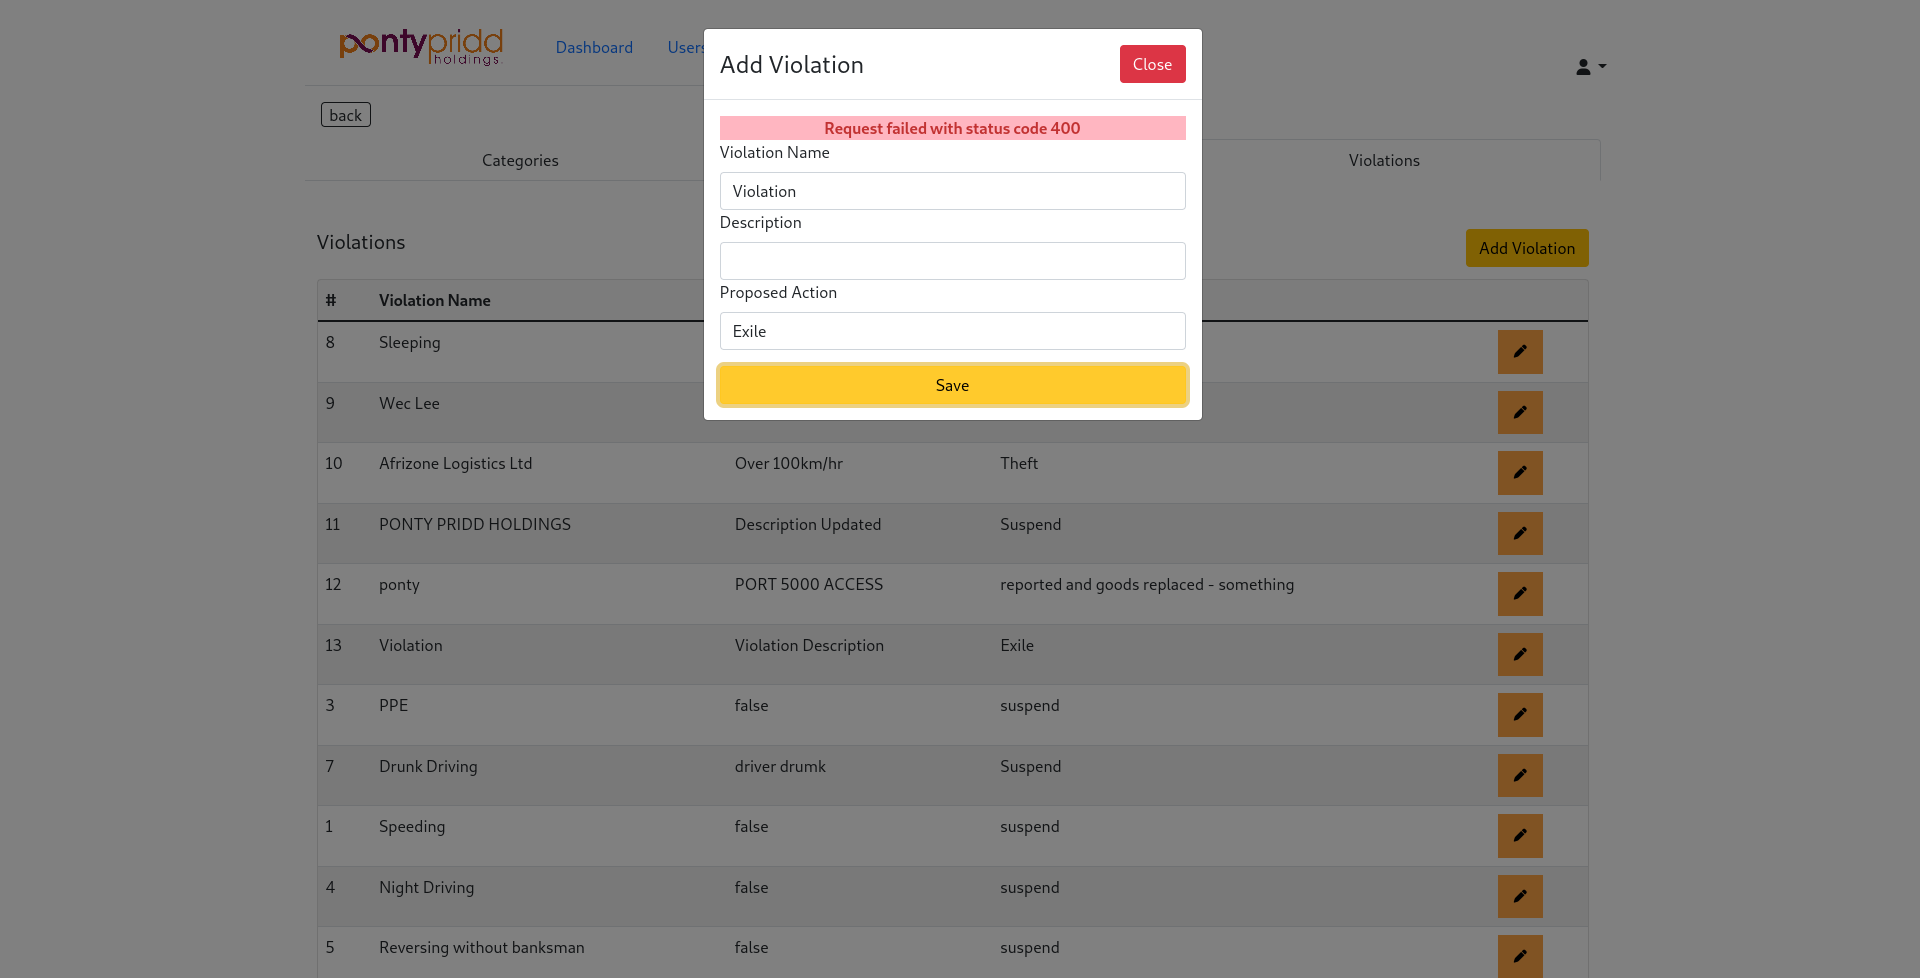 pontypridd
holdings.
Dashboard
Users
back
Categories
Violations
Add Violation
Close
Request failed with status code 400
Violation Name
Violation
Description
Proposed Action
Exile
Save
Violations
Add Violation
# Violation Name
8 Sleeping
9 Wec Lee
10 Afrizone Logistics Ltd Over 100km/hr Theft
11 PONTY PRIDD HOLDINGS Description Updated Suspend
12 ponty PORT 5000 ACCESS reported and goods replaced - something
13 Violation Violation Description Exile
3 PPE false suspend
7 Drunk Driving driver drumk Suspend
1 Speeding false suspend
4 Night Driving false suspend
5 Reversing without banksman false suspend